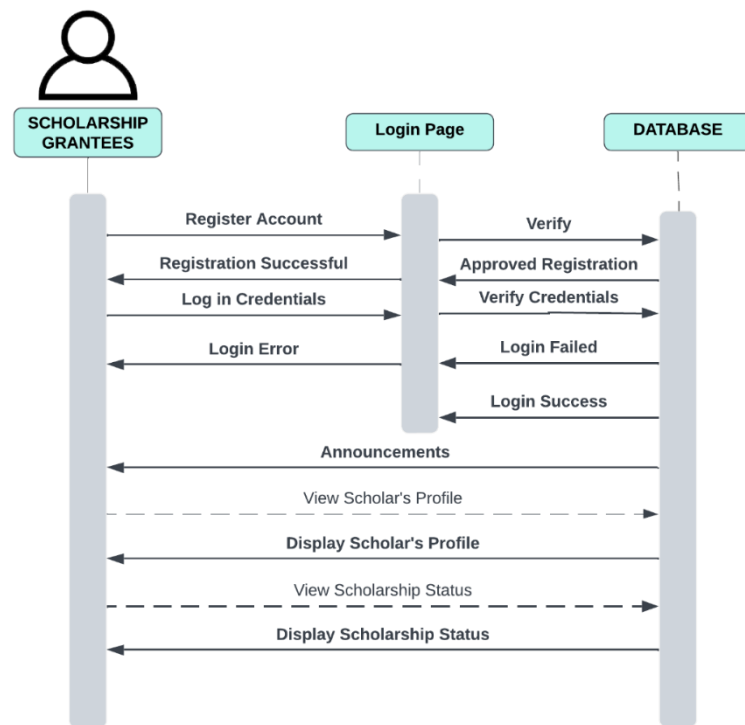 SCHOLARSHIP
GRANTEES
Login Page
DATABASE
Register Account
Verify
Registration Successful
Approved Registration
Log in Credentials
Verify Credentials
Login Error
Login Failed
Login Success
Announcements
View Scholar's Profile
Display Scholar's Profile
View Scholarship Status
Display Scholarship Status